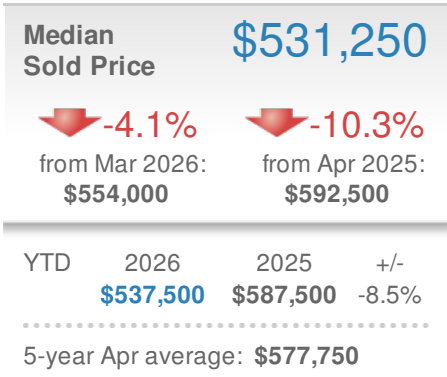 Median $531,250
Sold Price
-4.1% -10.3%
from Mar 2026: from Apr 2025:
$554,000 $592,500
YTD 2026 2025 +/-
$537,500 $587,500 -8.5%
5-year Apr average: $577,750